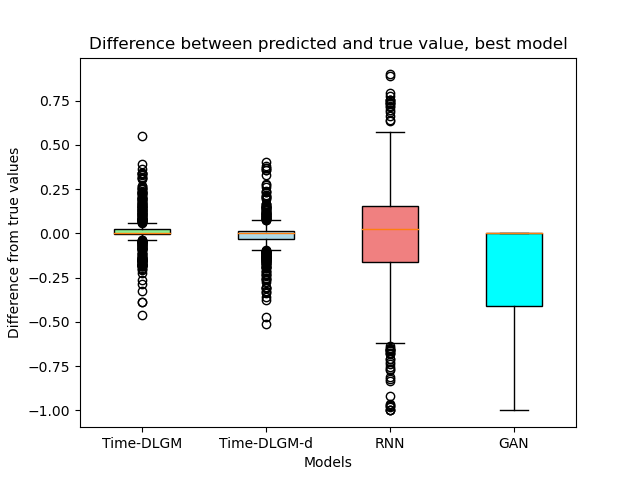 Difference between predicted and true value, best model
Difference from true values
0.75
0.50
0.25
0.00
−0.25
−0.50
−0.75
−1.00
Time-DLGM
Time-DLGM-d
RNN
GAN
Models